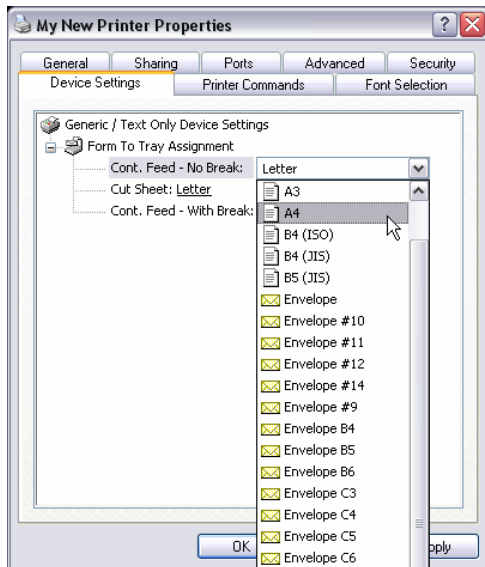 My New Printer Properties
General Sharing Ports Advanced Security
Device Settings Printer Commands Font Selection
Generic / Text Only Device Settings
Form To Tray Assignment
Cont. Feed - No Break: Letter
Cut Sheet: Letter
Cont. Feed - With Break:
A3
A4
B4 (ISO)
B4 (JIS)
B5 (JIS)
Envelope
Envelope #10
Envelope #11
Envelope #12
Envelope #14
Envelope #9
Envelope B4
Envelope B5
Envelope B6
Envelope C3
Envelope C4
Envelope C5
Envelope C6
OK